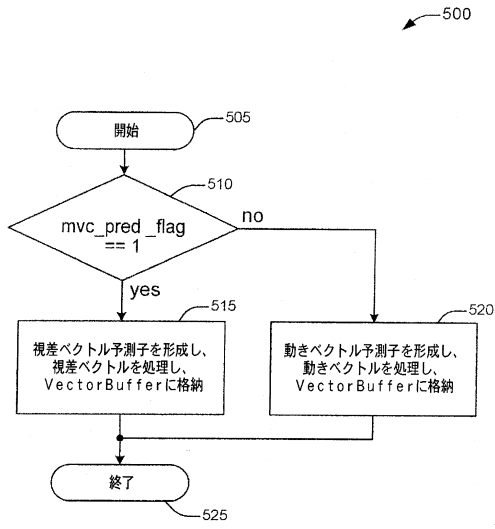 500
開始
505
510
mvc_pred _flag
== 1
no
yes
515
視差ベクトル予測子を形成し、
視差ベクトルを処理し、
VectorBufferに格納
520
動きベクトル予測子を形成し、
動きベクトルを処理し、
VectorBufferに格納
終了
525